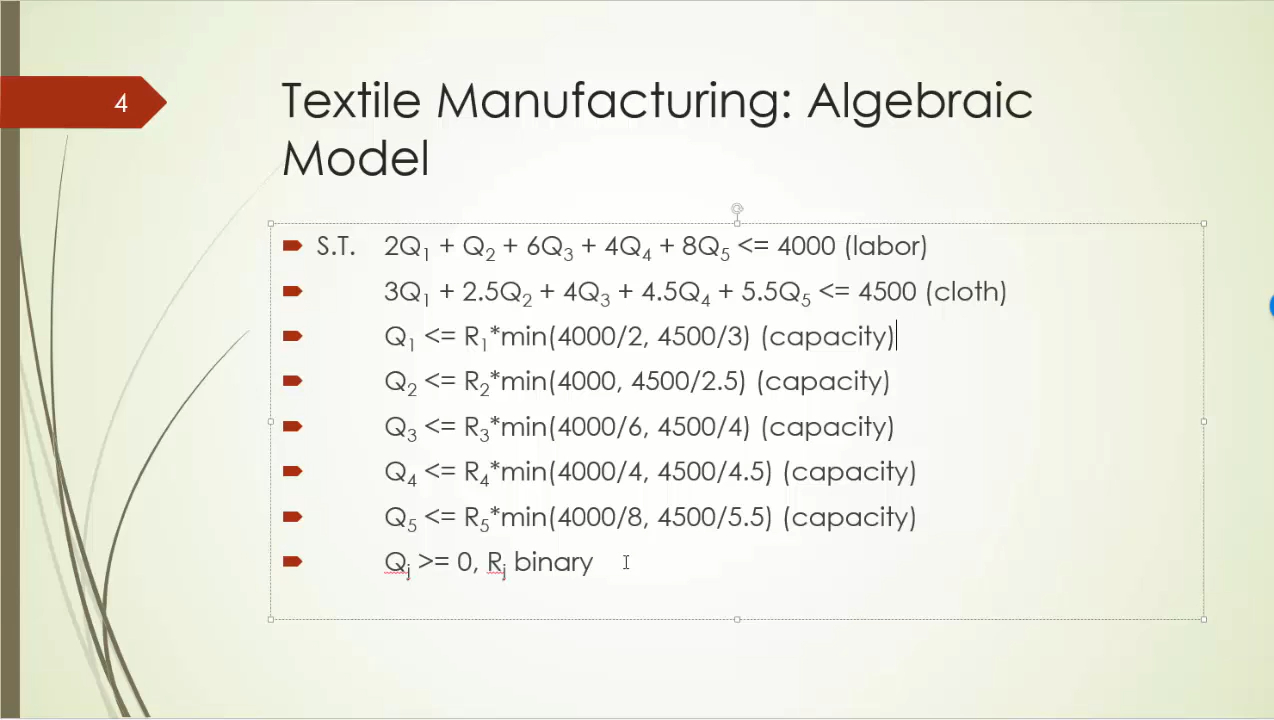 4
Textile Manufacturing: Algebraic
Model
S.T. 2Q₁ + Q₂ + 6Q₃ + 4Q₄ + 8Q₅ <= 4000 (labor)
3Q₁ + 2.5Q₂ + 4Q₃ + 4.5Q₄ + 5.5Q₅ <= 4500 (cloth)
Q₁ <= R₁*min(4000/2, 4500/3) (capacity)
Q₂ <= R₂*min(4000, 4500/2.5) (capacity)
Q₃ <= R₃*min(4000/6, 4500/4) (capacity)
Q₄ <= R₄*min(4000/4, 4500/4.5) (capacity)
Q₅ <= R₅*min(4000/8, 4500/5.5) (capacity)
Qⱼ >= 0, Rⱼ binary